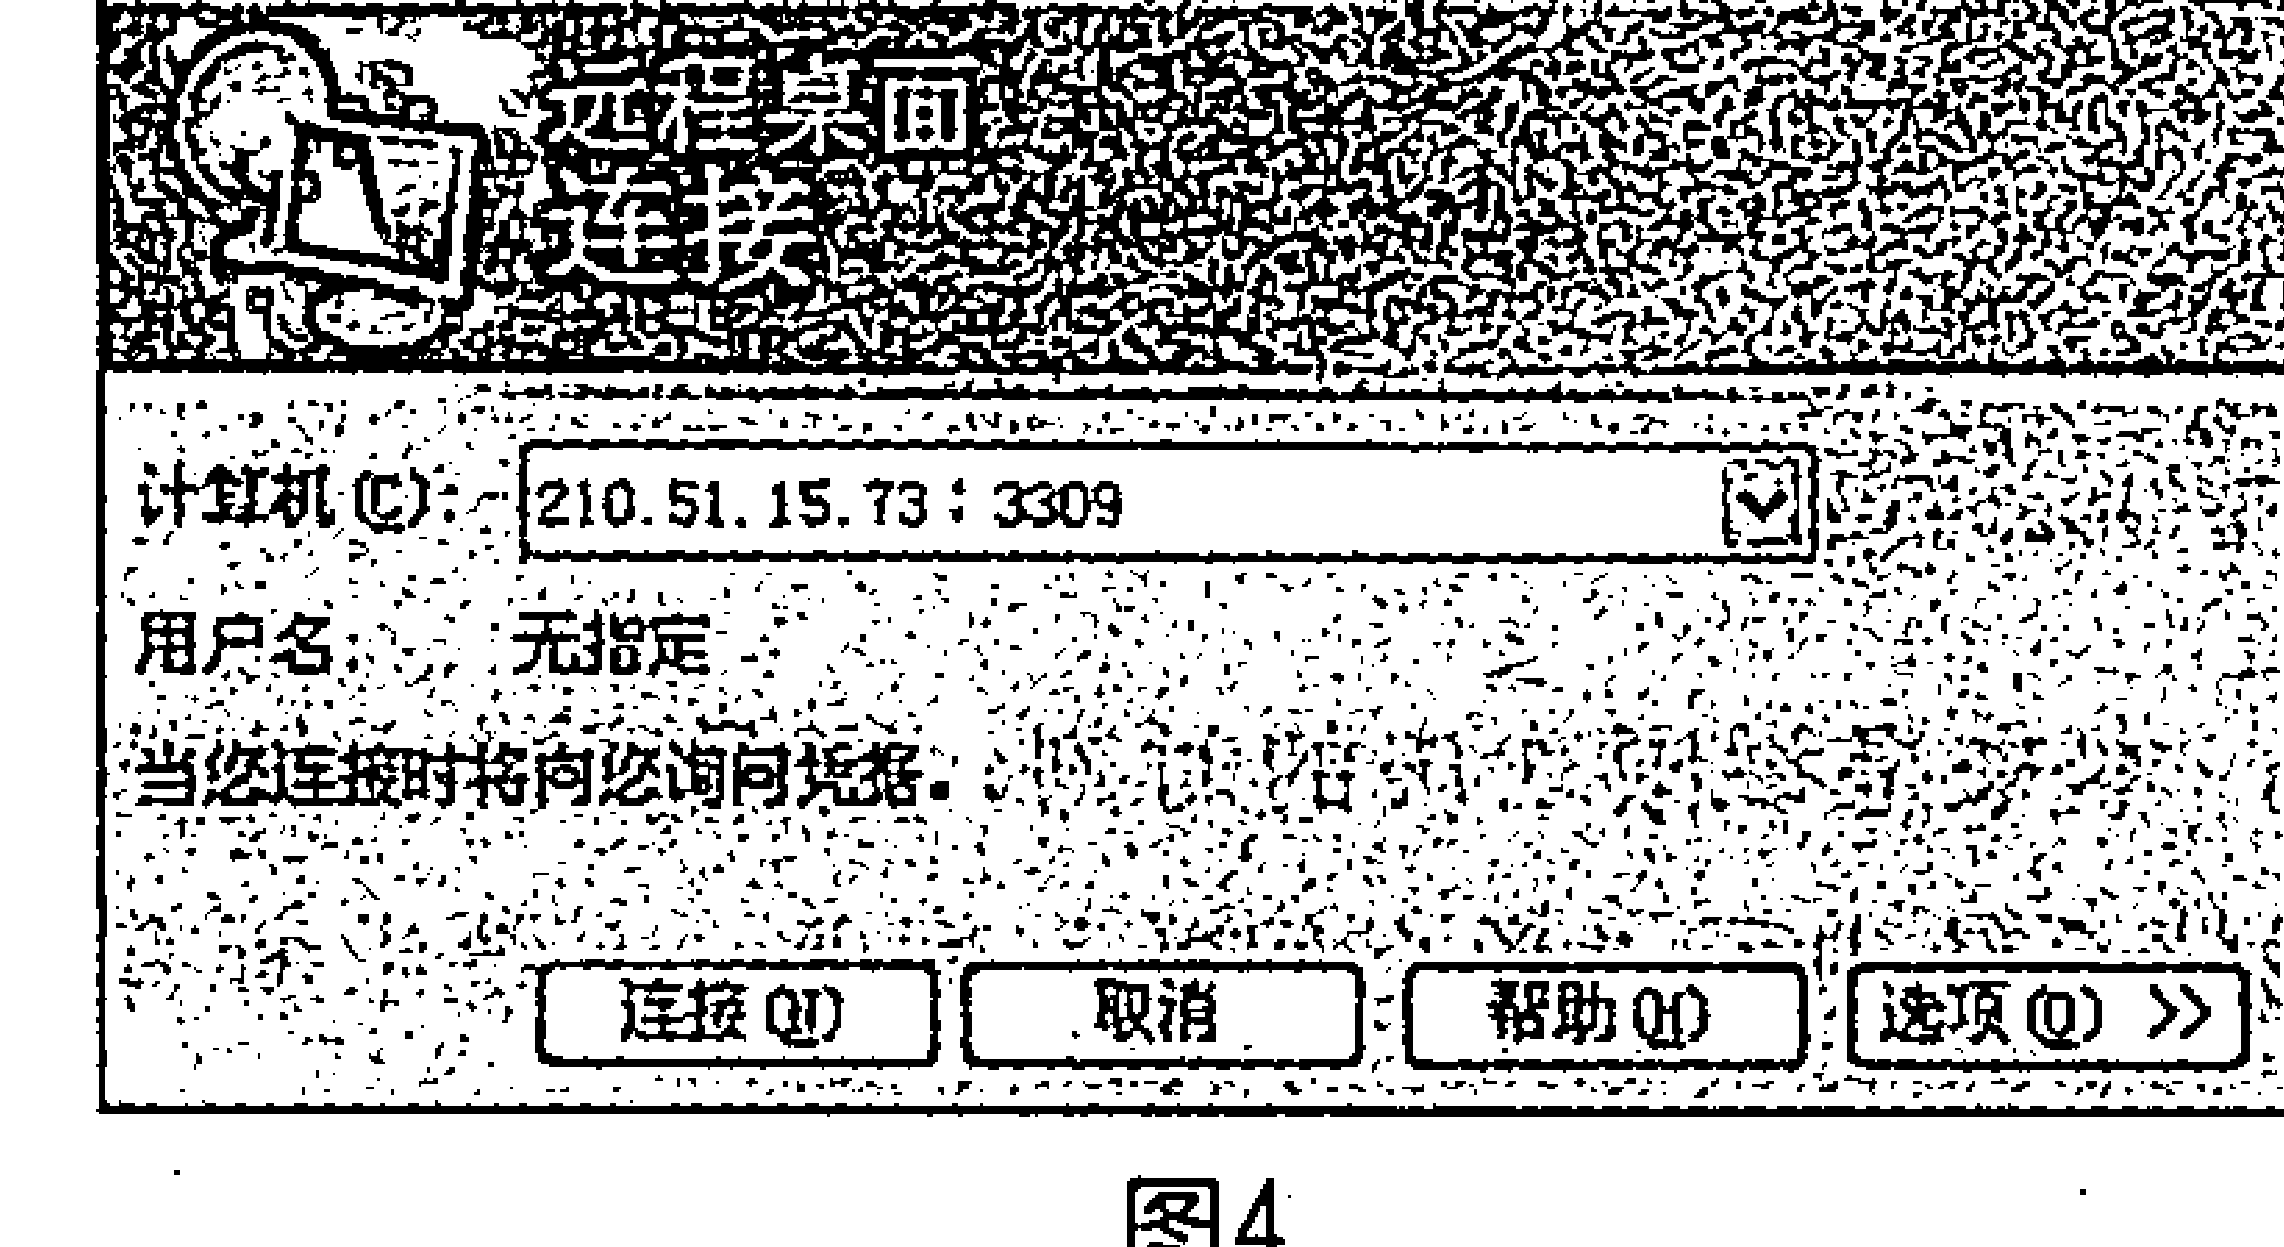 远程桌面
连接
计算机(C): 210.51.15.73:3309
用户名: 无指定
当您连接时将向您询问凭据。
连接(N) 取消 帮助(H) 选项(O) >>
图4